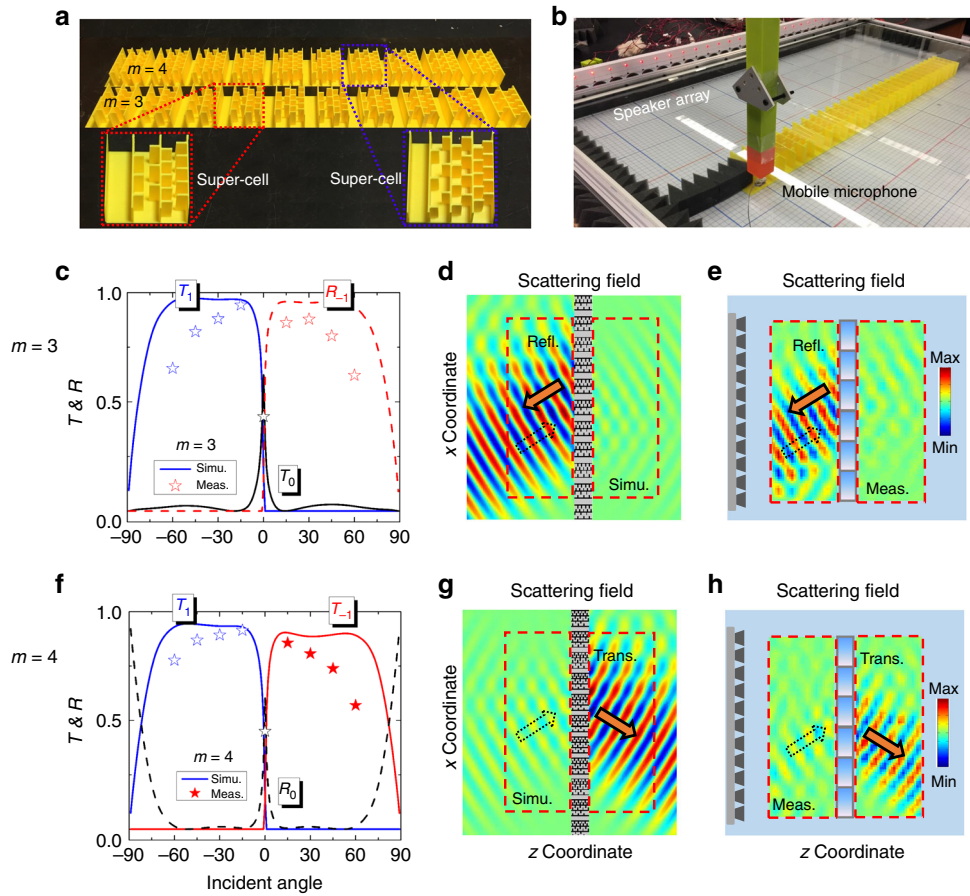 a
m = 4
m = 3
Super-cell
Super-cell
b
Speaker array
Mobile microphone
c
m = 3
T & R
1.0
0.5
0.0
T1
R−1
m = 3
Simu.
Meas.
T0
−90 −60 −30 0 30 60 90
d
Scattering field
x Coordinate
Refl.
Simu.
e
Scattering field
Refl.
Meas.
Max
Min
f
m = 4
T & R
1.0
0.5
0.0
T1
T−1
m = 4
Simu.
Meas.
R0
−90 −60 −30 0 30 60 90
Incident angle
g
Scattering field
x Coordinate
Trans.
Simu.
z Coordinate
h
Scattering field
Trans.
Meas.
Max
Min
z Coordinate